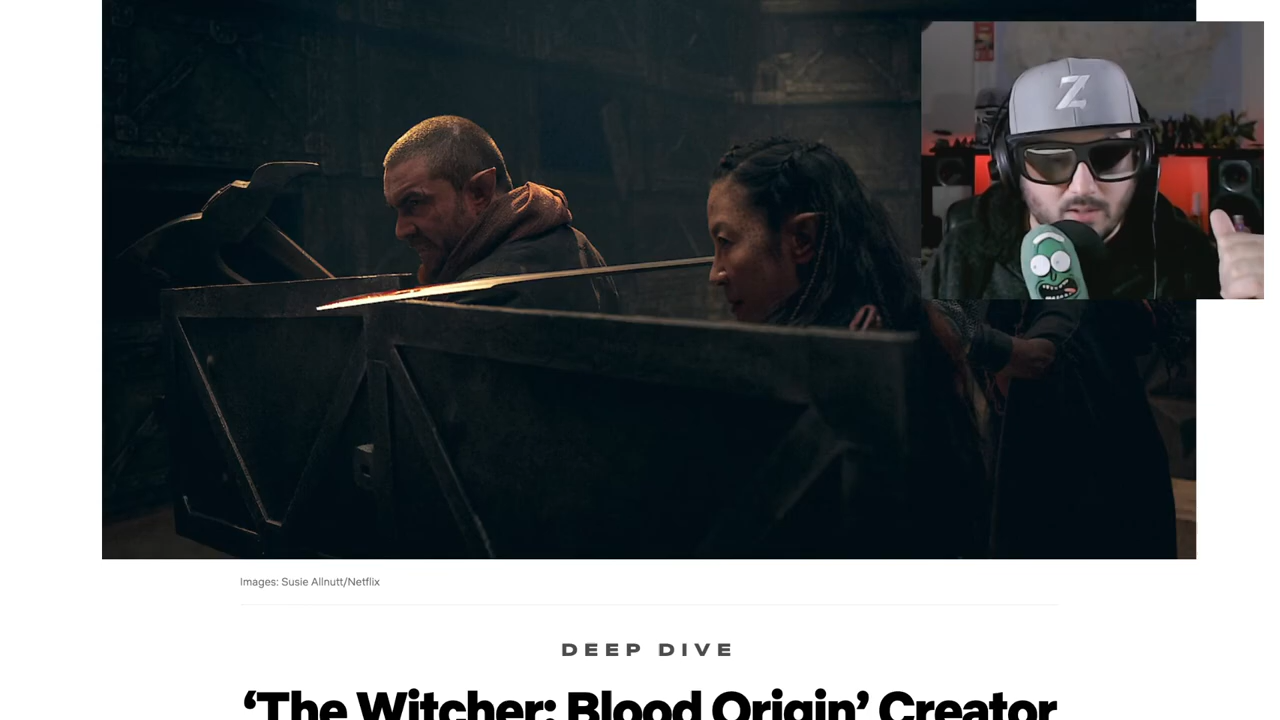 Z
Images: Susie Allnutt/Netflix
DEEP DIVE
‘The Witcher: Blood Origin’ Creator